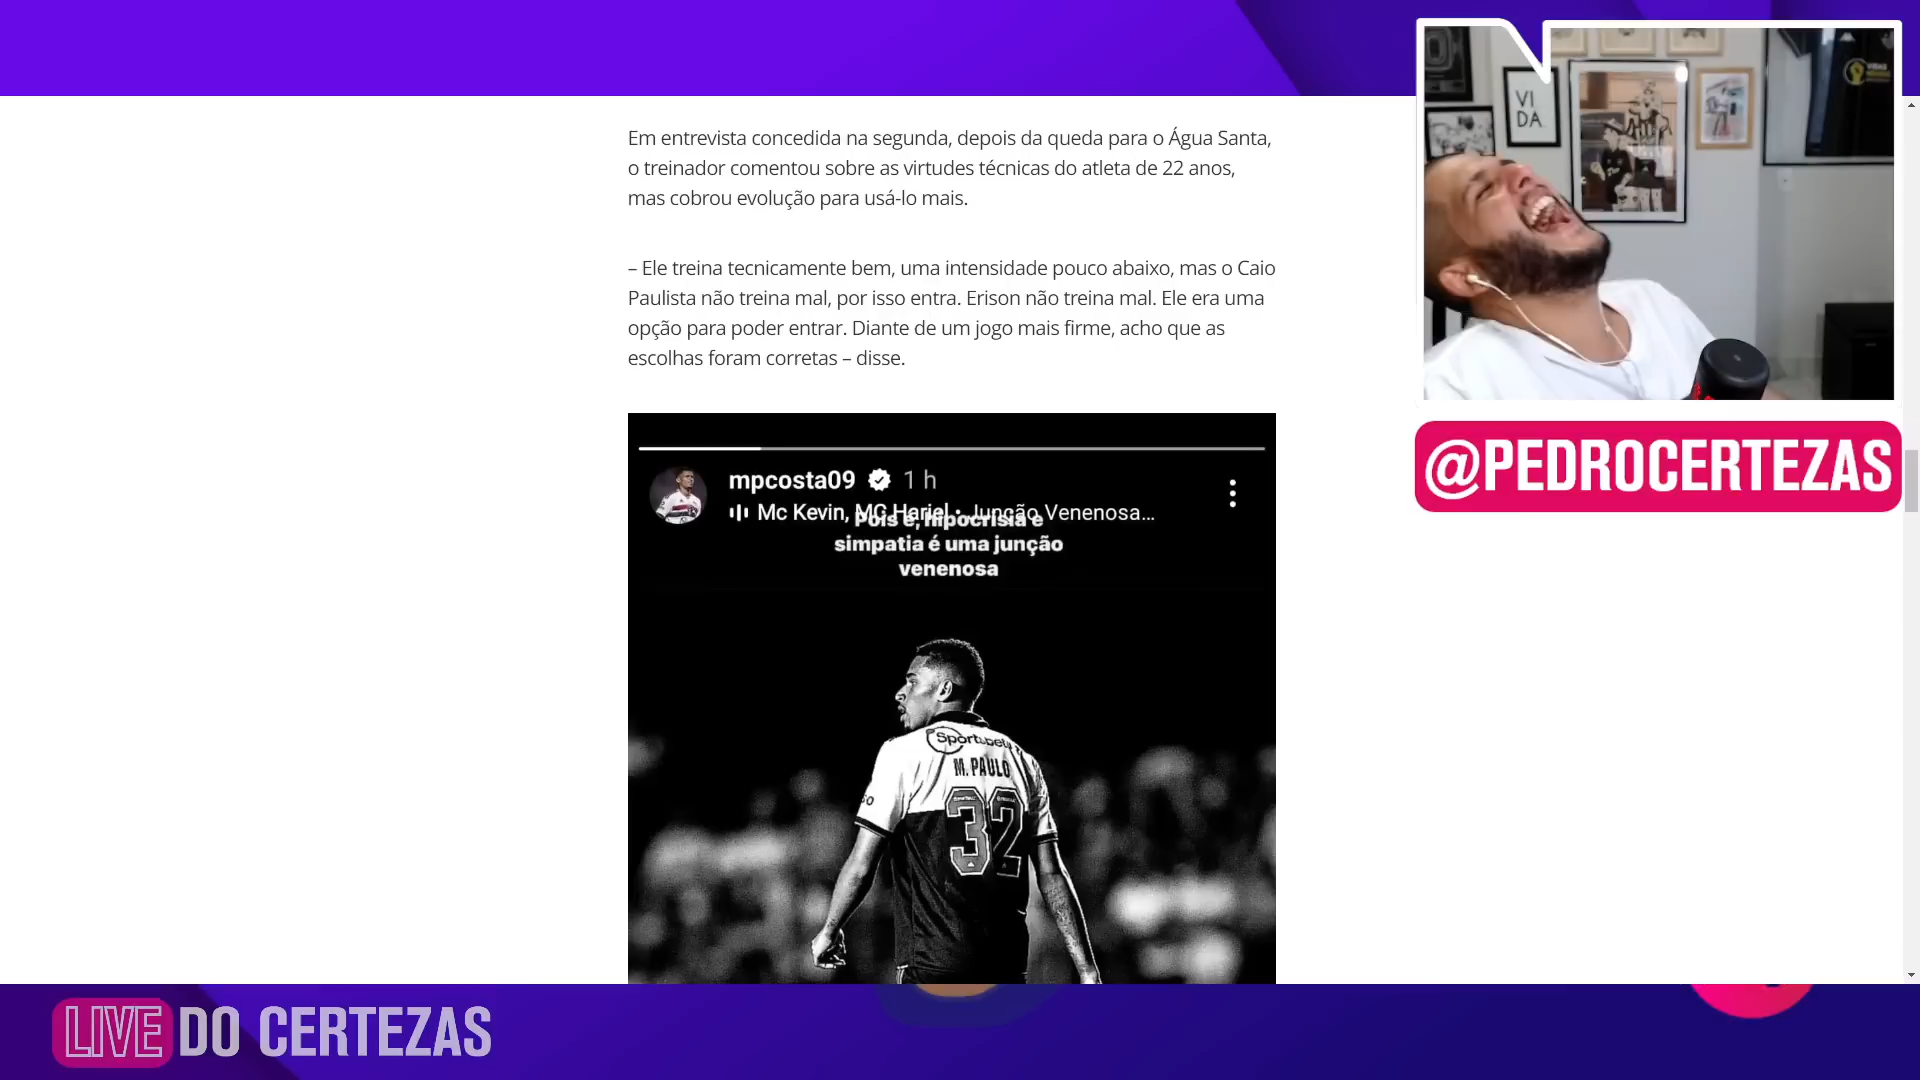 Em entrevista concedida na segunda, depois da queda para o Água Santa,
o treinador comentou sobre as virtudes técnicas do atleta de 22 anos,
mas cobrou evolução para usá-lo mais.
– Ele treina tecnicamente bem, uma intensidade pouco abaixo, mas o Caio
Paulista não treina mal, por isso entra. Erison não treina mal. Ele era uma
opção para poder entrar. Diante de um jogo mais firme, acho que as
escolhas foram corretas – disse.
mpcosta09 1 h
Mc Kevin, MC Hariel • Junção Venenosa...
Pois é, hipocrisia e
simpatia é uma junção
venenosa
Sportsbet
M. PAULO
32
VI
DA
@PEDROCERTEZAS
LIVE DO CERTEZAS